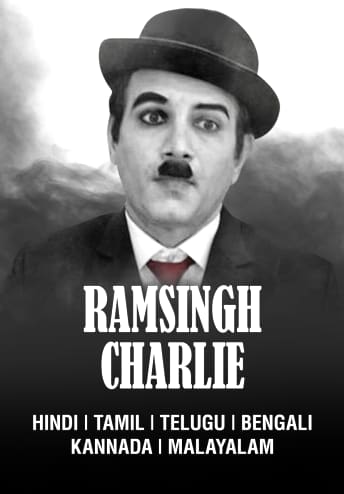 RAMSINGH
CHARLIE
HINDI | TAMIL | TELUGU | BENGALI
KANNADA | MALAYALAM